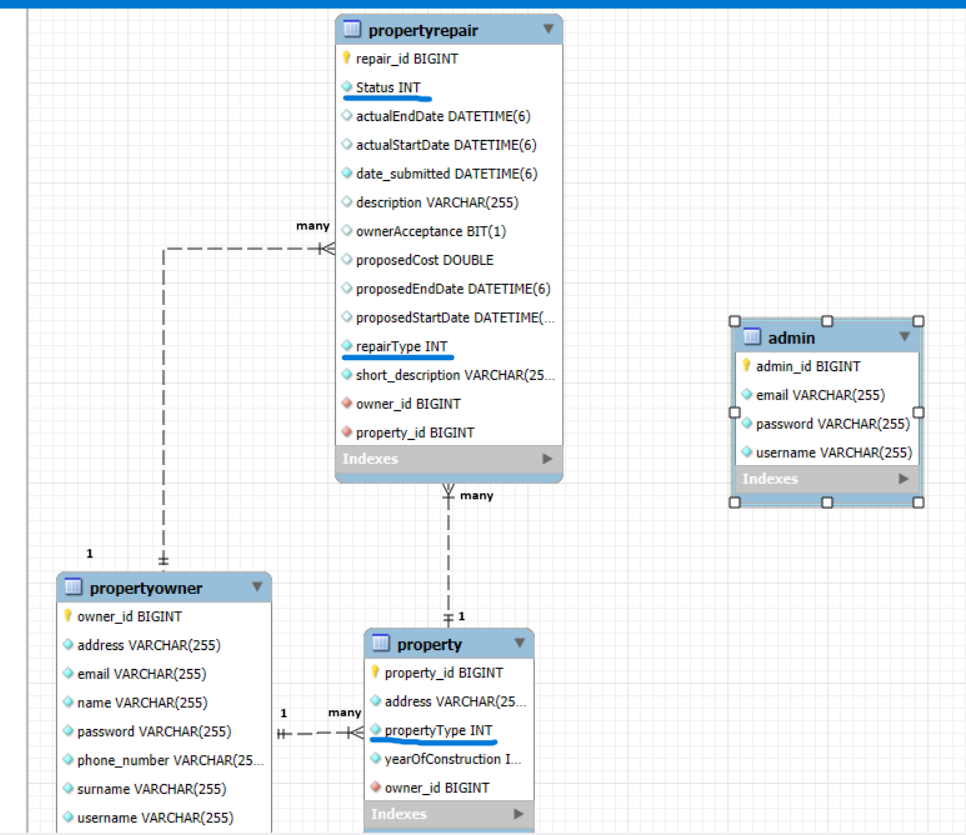 propertyrepair
repair_id BIGINT
Status INT
actualEndDate DATETIME(6)
actualStartDate DATETIME(6)
date_submitted DATETIME(6)
description VARCHAR(255)
many
ownerAcceptance BIT(1)
proposedCost DOUBLE
proposedEndDate DATETIME(6)
proposedStartDate DATETIME(...
repairType INT
short_description VARCHAR(25...
owner_id BIGINT
property_id BIGINT
Indexes
admin
admin_id BIGINT
email VARCHAR(255)
password VARCHAR(255)
username VARCHAR(255)
Indexes
many
1
1
propertyowner
owner_id BIGINT
address VARCHAR(255)
email VARCHAR(255)
name VARCHAR(255)
password VARCHAR(255)
phone_number VARCHAR(25...
surname VARCHAR(255)
username VARCHAR(255)
1
many
property
property_id BIGINT
address VARCHAR(25...
propertyType INT
yearOfConstruction I...
owner_id BIGINT
Indexes